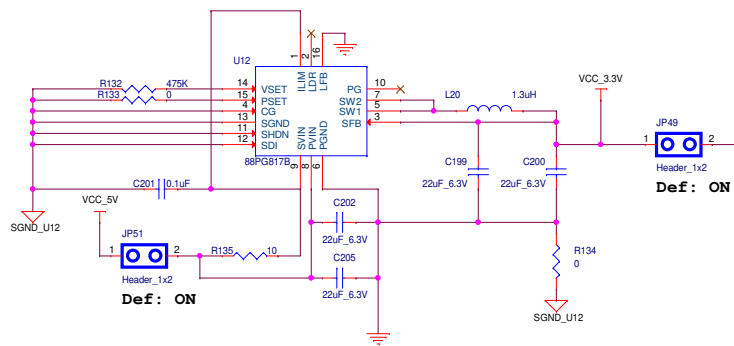 1
2
16
U12
VCC_3.3V
R132 475K
14 VSET
ILIM
LDR
LFB
PG 10
R133 0
15 PSET
SW2 7
L20 1.3uH
4 CG
SW1 5
13 SGND
SFB 3
JP49
11 SHDN
1 2
12 SDI
SVIN
PVIN
PGND
C199
C200
Header_1x2
88PG817B
9
8
6
22uF_6.3V
22uF_6.3V
Def: ON
C201 0.1uF
C202
VCC_5V
SGND_U12
22uF_6.3V
JP51
R134
1 2
R135 10
C205
0
Header_1x2
22uF_6.3V
Def: ON
SGND_U12